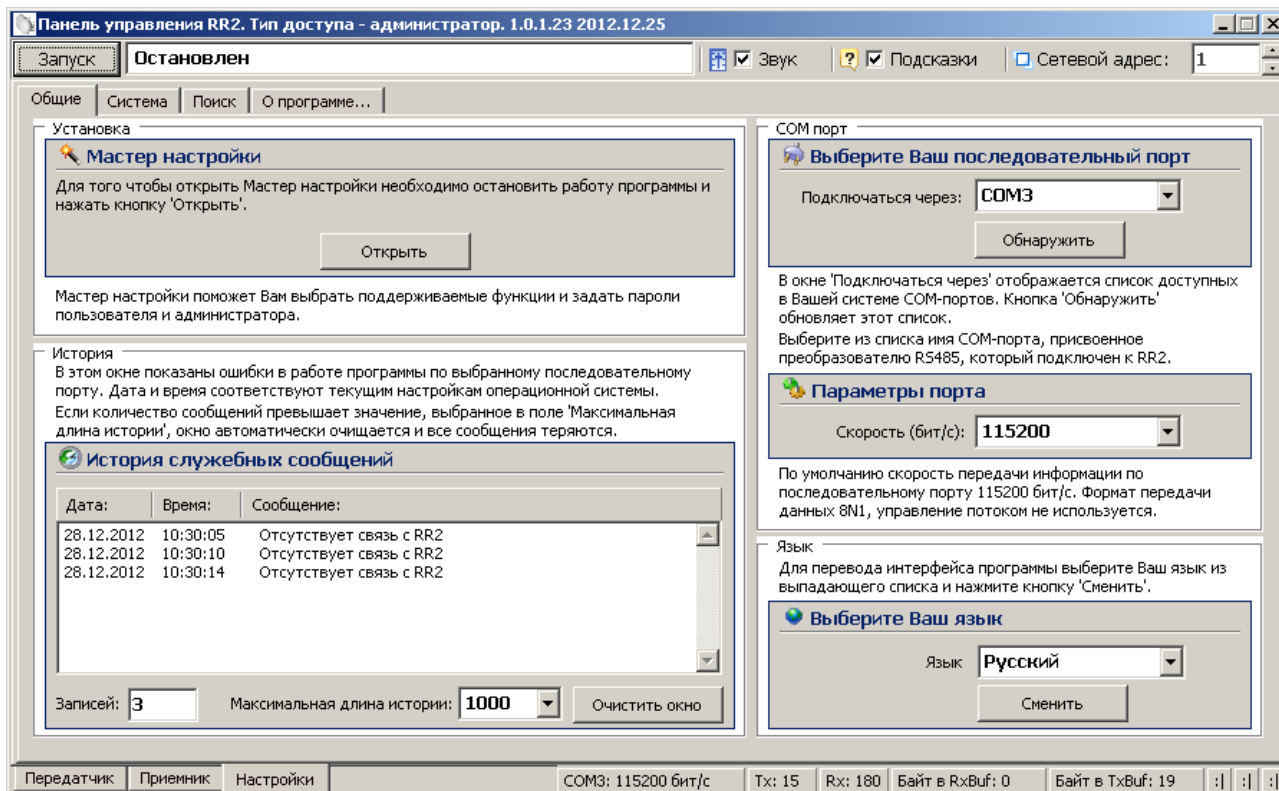 Панель управления RR2. Тип доступа - администратор. 1.0.1.23 2012.12.25
Запуск
Остановлен
Звук
Подсказки
Сетевой адрес:
1
Общие
Система
Поиск
О программе...
Установка
Мастер настройки
Для того чтобы открыть Мастер настройки необходимо остановить работу программы и
нажать кнопку 'Открыть'.
Открыть
Мастер настройки поможет Вам выбрать поддерживаемые функции и задать пароли
пользователя и администратора.
История
В этом окне показаны ошибки в работе программы по выбранному последовательному
порту. Дата и время соответствуют текущим настройкам операционной системы.
Если количество сообщений превышает значение, выбранное в поле 'Максимальная
длина истории', окно автоматически очищается и все сообщения теряются.
История служебных сообщений
Дата: Время: Сообщение:
28.12.2012 10:30:05 Отсутствует связь с RR2
28.12.2012 10:30:10 Отсутствует связь с RR2
28.12.2012 10:30:14 Отсутствует связь с RR2
Записей: 3
Максимальная длина истории: 1000
Очистить окно
COM порт
Выберите Ваш последовательный порт
Подключаться через: COM3
Обнаружить
В окне 'Подключаться через' отображается список доступных
в Вашей системе COM-портов. Кнопка 'Обнаружить'
обновляет этот список.
Выберите из списка имя COM-порта, присвоенное
преобразователю RS485, который подключен к RR2.
Параметры порта
Скорость (бит/с): 115200
По умолчанию скорость передачи информации по
последовательному порту 115200 бит/с. Формат передачи
данных 8N1, управление потоком не используется.
Язык
Для перевода интерфейса программы выберите Ваш язык из
выпадающего списка и нажмите кнопку 'Сменить'.
Выберите Ваш язык
Язык Русский
Сменить
Передатчик
Приемник
Настройки
COM3: 115200 бит/с
Tx: 15
Rx: 180
Байт в RxBuf: 0
Байт в TxBuf: 19
:|
:|
:|